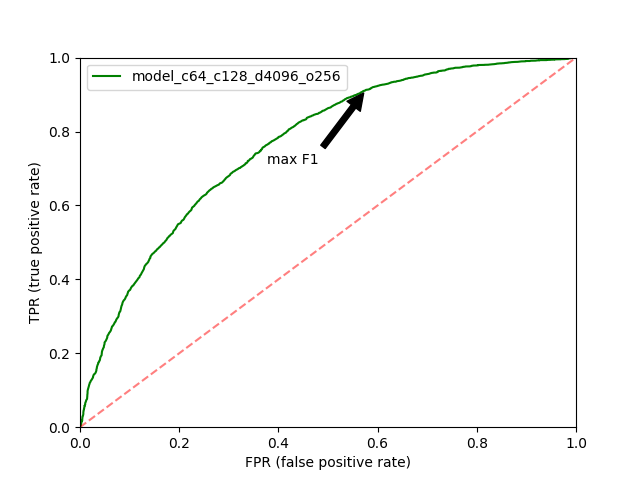 model_c64_c128_d4096_o256
max F1
TPR (true positive rate)
1.0
0.8
0.6
0.4
0.2
0.0
0.0 0.2 0.4 0.6 0.8 1.0
FPR (false positive rate)